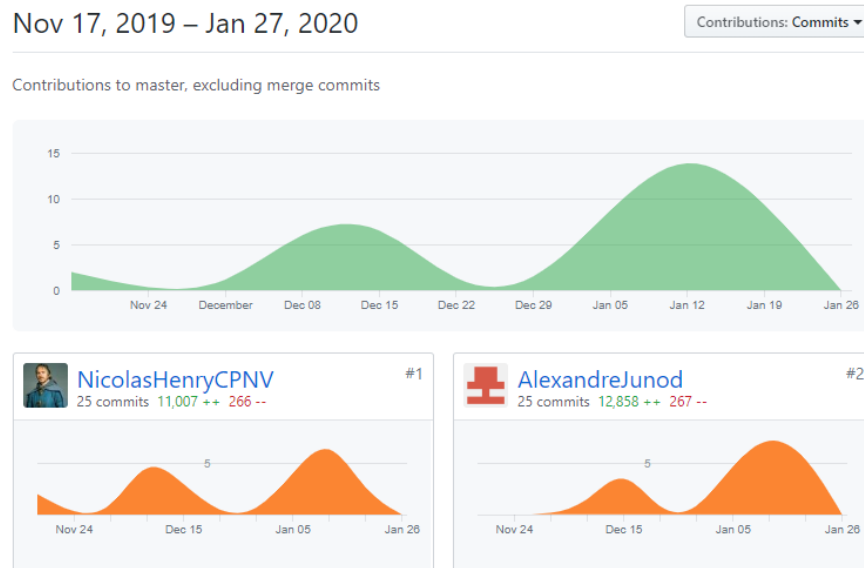 Nov 17, 2019 – Jan 27, 2020
Contributions: Commits
Contributions to master, excluding merge commits
15
10
5
0
Nov 24 December Dec 08 Dec 15 Dec 22 Dec 29 Jan 05 Jan 12 Jan 19 Jan 26
NicolasHenryCPNV #1
25 commits 11,007 ++ 266 --
5
Nov 24 Dec 15 Jan 05 Jan 26
AlexandreJunod #2
25 commits 12,858 ++ 267 --
5
Nov 24 Dec 15 Jan 05 Jan 26